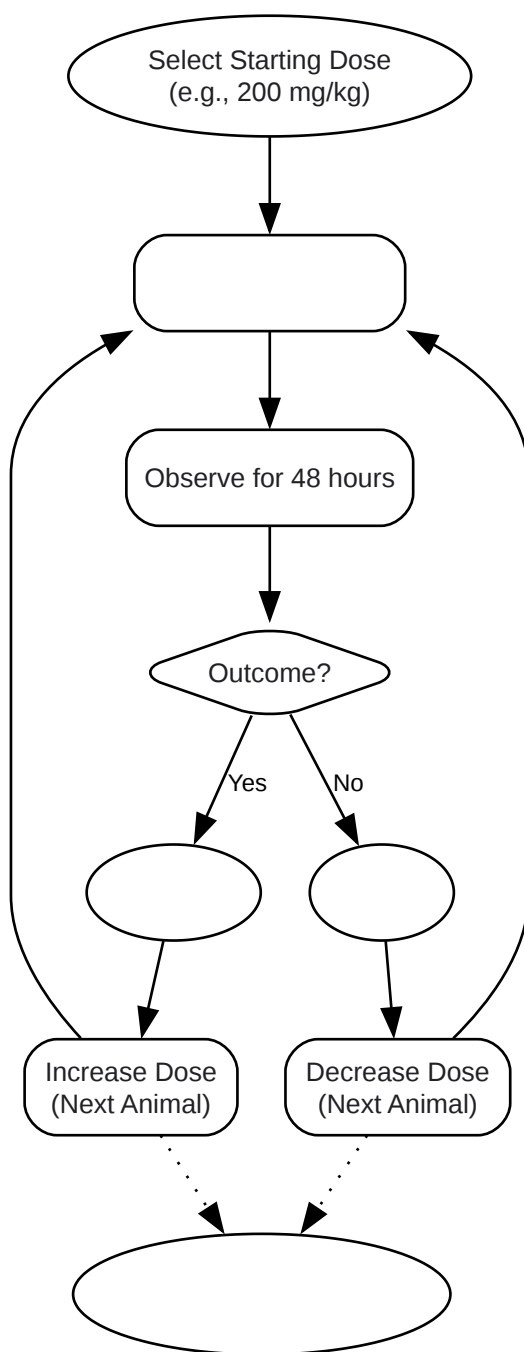 Select Starting Dose
(e.g., 200 mg/kg)
Observe for 48 hours
Outcome?
Yes
No
Increase Dose
(Next Animal)
Decrease Dose
(Next Animal)